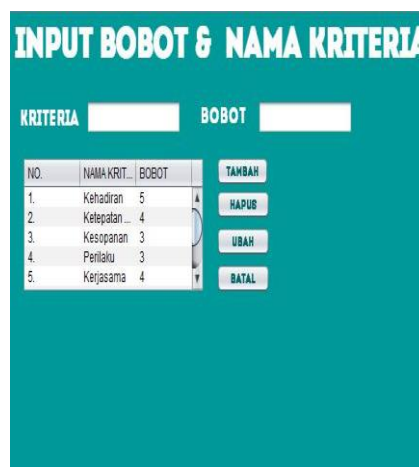 INPUT BOBOT & NAMA KRITERIA
KRITERIA BOBOT
NO. NAMA KRIT... BOBOT
1. Kehadiran 5
2. Ketepatan ... 4
3. Kesopanan 3
4. Perilaku 3
5. Kerjasama 4
TAMBAH
HAPUS
UBAH
BATAL